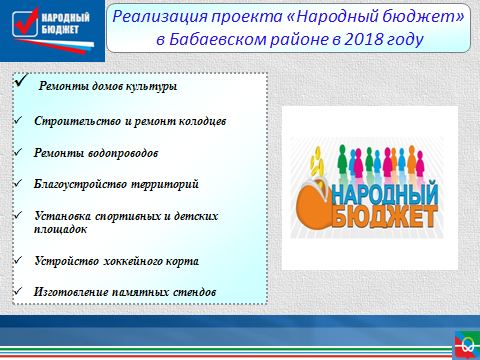 НАРОДНЫЙ
БЮДЖЕТ
Реализация проекта «Народный бюджет»
в Бабаевском районе в 2018 году
Ремонты домов культуры
Строительство и ремонт колодцев
Ремонты водопроводов
Благоустройство территорий
Установка спортивных и детских
площадок
Устройство хоккейного корта
Изготовление памятных стендов
НАРОДНЫЙ
БЮДЖЕТ